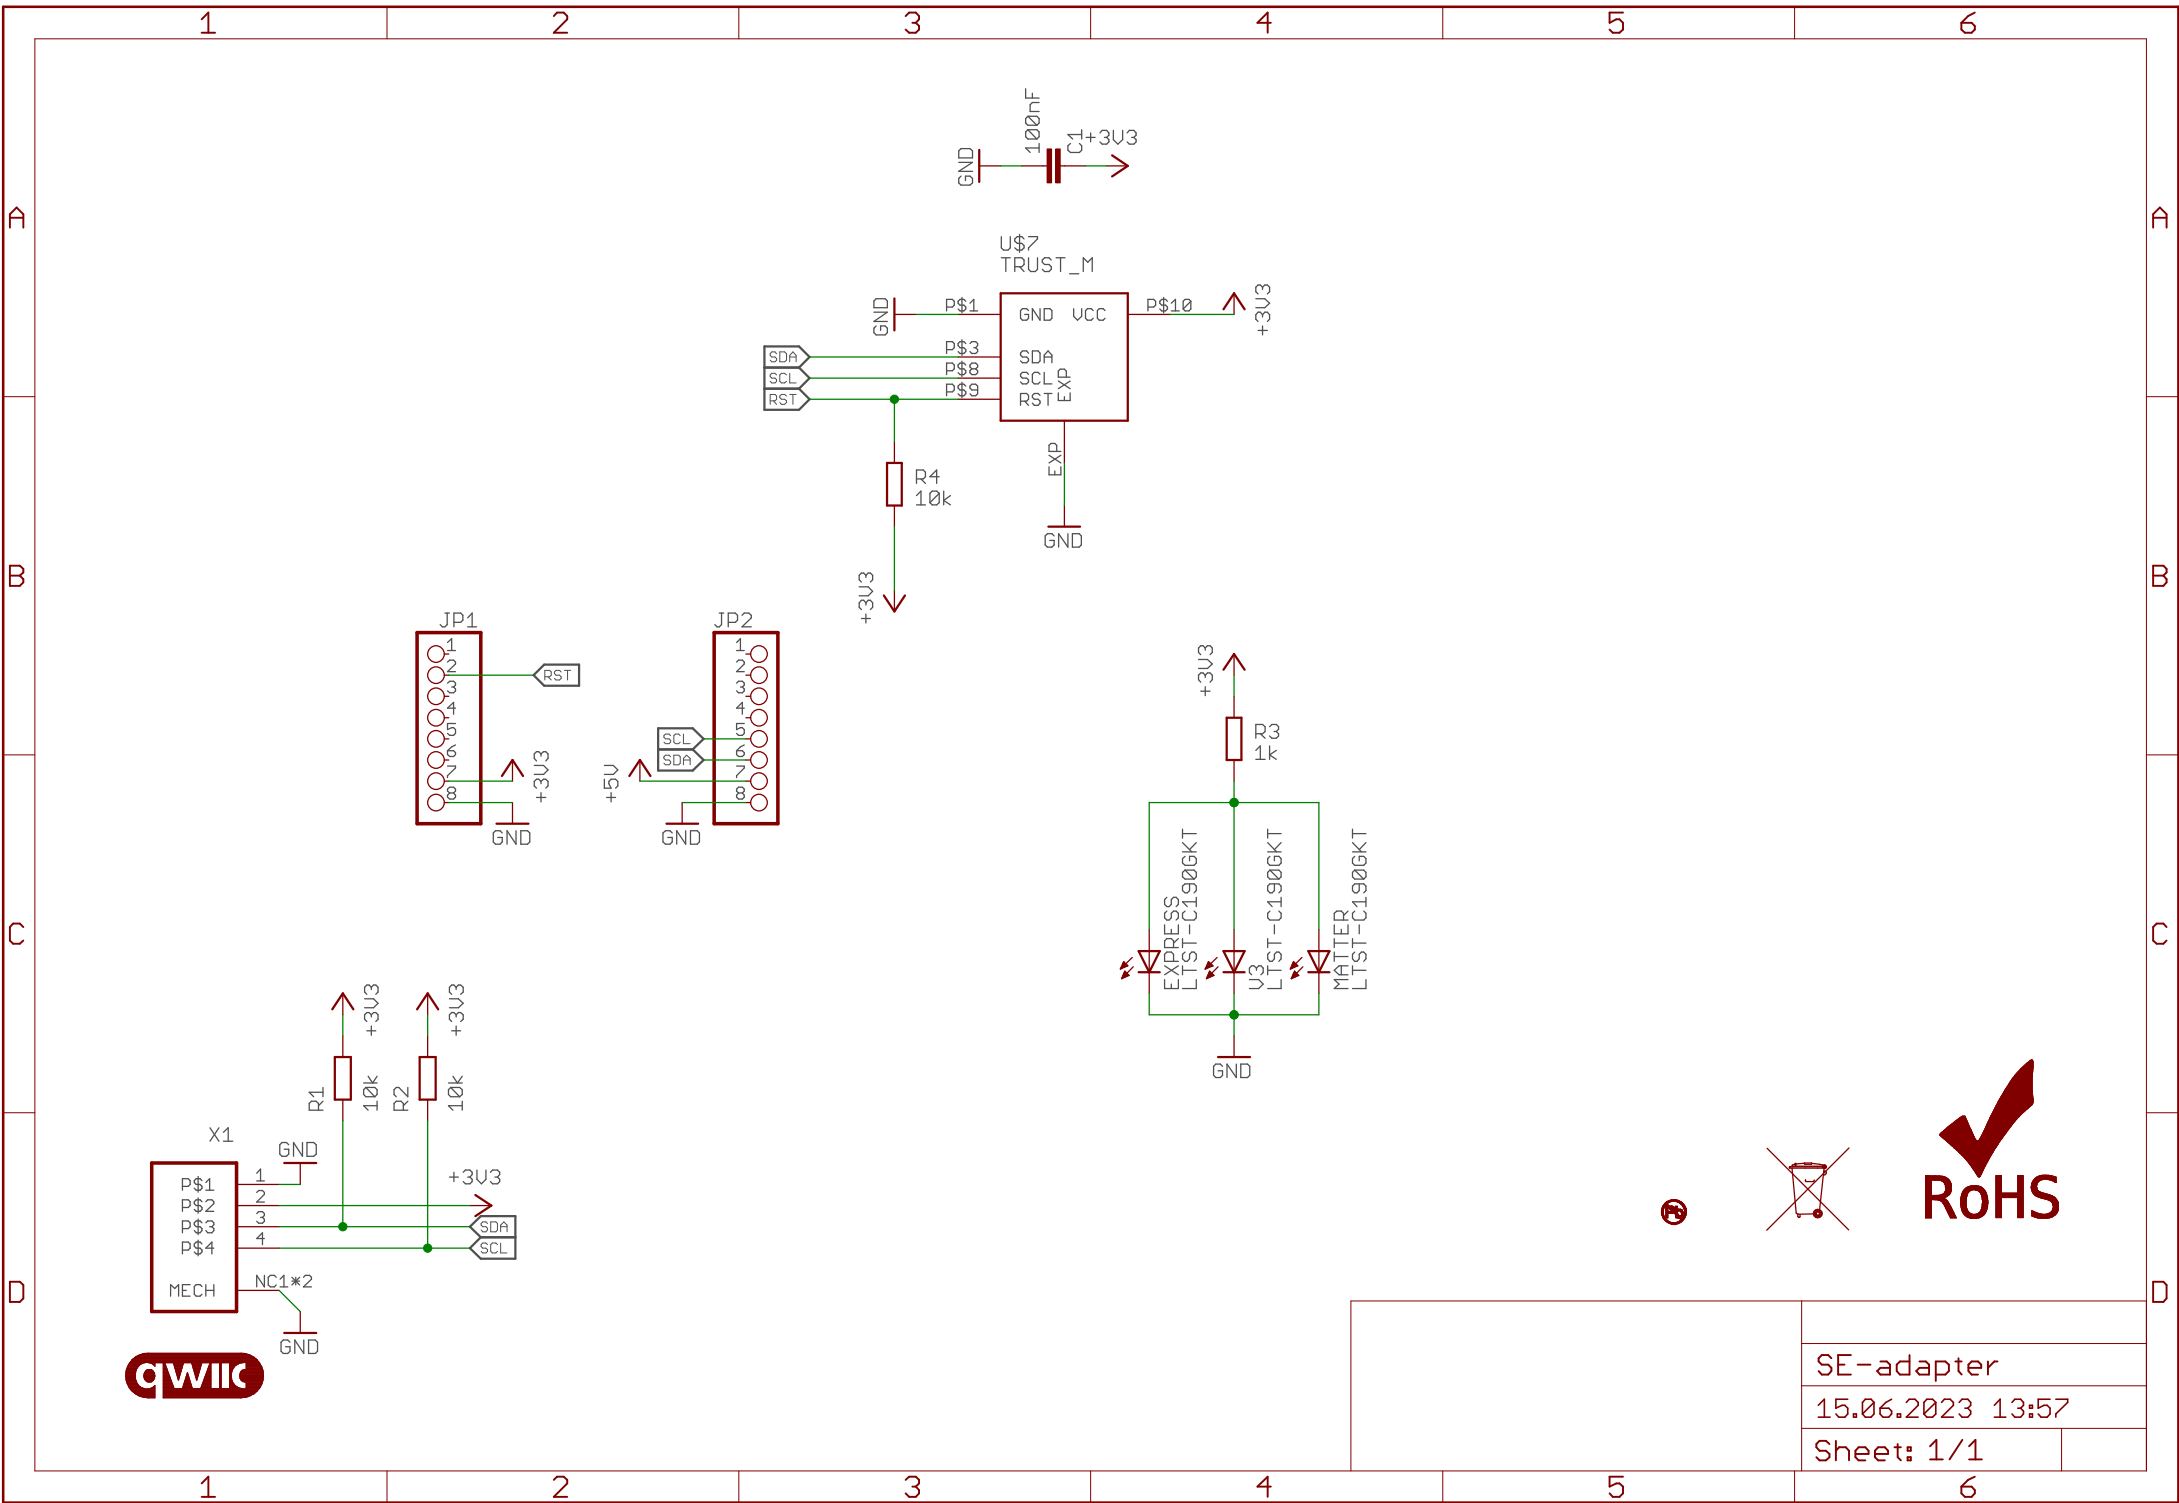 1 2 3 4 5 6
A A
100nF
C1
+3V3
GND
U$7
TRUST_M
GND
P$1
GND VCC
P$10
+3V3
SDA
P$3
SDA
SCL
P$8
SCL
RST
P$9
RST
EXP
EXP
R4
10k
GND
B B
+3V3
JP1
1
2
RST
3
4
5
6
7
8
+3V3
GND
JP2
1
2
3
4
SCL
5
SDA
6
+5V
7
8
GND
+3V3
R3
1k
C C
EXPRESS
LTST-C190GKT
V3
LTST-C190GKT
MATTER
LTST-C190GKT
GND
+3V3
+3V3
R1
10k
R2
10k
X1
GND
P$1 1
+3V3
P$2 2
P$3 3
SDA
P$4 4
SCL
MECH
NC1*2
GND
qwiic
Pb
RoHS
D D
SE-adapter
15.06.2023 13:57
Sheet: 1/1
1 2 3 4 5 6